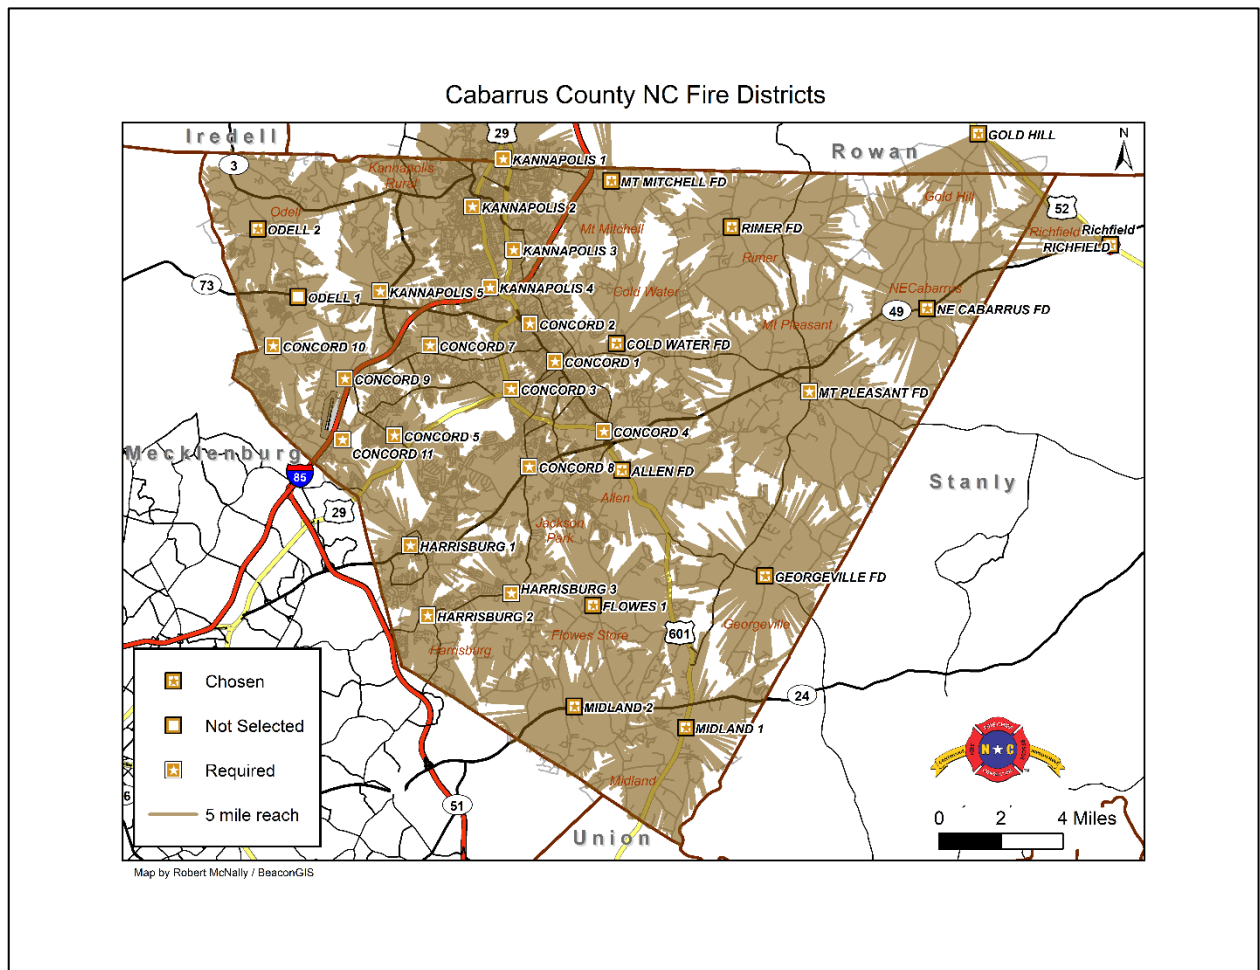 Cabarrus County NC Fire Districts
Iredell
29
GOLD HILL
N
3
Rowan
KANNAPOLIS 1
Kannapolis
Rural
MT MITCHELL FD
Gold Hill
52
KANNAPOLIS 2
Odell
ODELL 2
Mt Mitchell
RIMER FD
Richfield
Richfield
RICHFIELD
KANNAPOLIS 3
Rimer
73
ODELL 1
KANNAPOLIS 5
KANNAPOLIS 4
Cold Water
NECabarrus
49
NE CABARRUS FD
CONCORD 2
Mt Pleasant
CONCORD 10
CONCORD 7
COLD WATER FD
CONCORD 1
CONCORD 9
CONCORD 3
MT PLEASANT FD
CONCORD 5
CONCORD 4
Mecklenburg
CONCORD 11
85
CONCORD 8
ALLEN FD
Stanly
Allen
29
Jackson
Park
HARRISBURG 1
GEORGEVILLE FD
HARRISBURG 3
FLOWES 1
HARRISBURG 2
Georgeville
601
Flowes Store
Harrisburg
24
MIDLAND 2
MIDLAND 1
Midland
51
6
Union
Chosen
Not Selected
Required
5 mile reach
N C
0 2 4 Miles
Map by Robert McNally / BeaconGIS